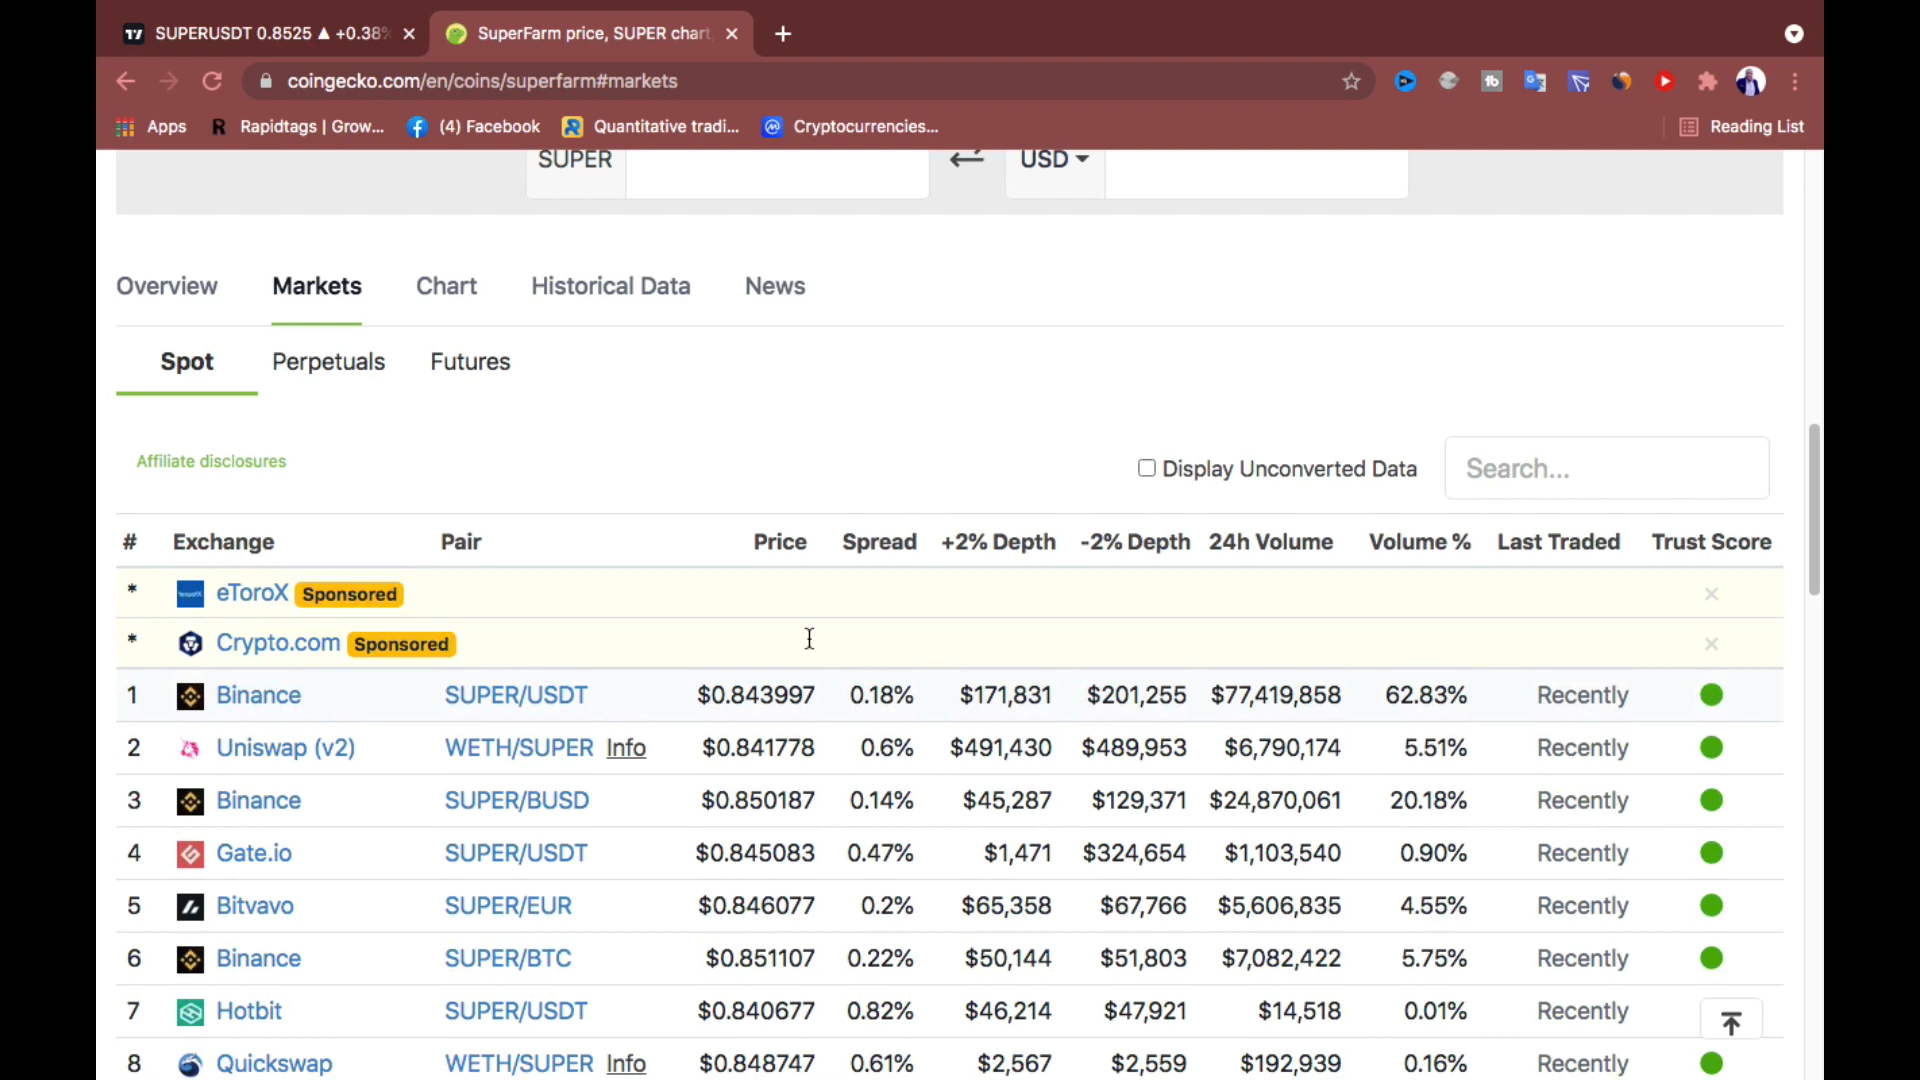 SUPERUSDT 0.8525 ▲ +0.38%
SuperFarm price, SUPER chart,
coingecko.com/en/coins/superfarm#markets
Apps Rapidtags | Grow... (4) Facebook Quantitative tradi... Cryptocurrencies... Reading List
SUPER USD
Overview Markets Chart Historical Data News
Spot Perpetuals Futures
Affiliate disclosures Display Unconverted Data Search...
# Exchange Pair Price Spread +2% Depth -2% Depth 24h Volume Volume % Last Traded Trust Score
* eToroX Sponsored
* Crypto.com Sponsored
1 Binance SUPER/USDT $0.843997 0.18% $171,831 $201,255 $77,419,858 62.83% Recently
2 Uniswap (v2) WETH/SUPER Info $0.841778 0.6% $491,430 $489,953 $6,790,174 5.51% Recently
3 Binance SUPER/BUSD $0.850187 0.14% $45,287 $129,371 $24,870,061 20.18% Recently
4 Gate.io SUPER/USDT $0.845083 0.47% $1,471 $324,654 $1,103,540 0.90% Recently
5 Bitvavo SUPER/EUR $0.846077 0.2% $65,358 $67,766 $5,606,835 4.55% Recently
6 Binance SUPER/BTC $0.851107 0.22% $50,144 $51,803 $7,082,422 5.75% Recently
7 Hotbit SUPER/USDT $0.840677 0.82% $46,214 $47,921 $14,518 0.01% Recently
8 Quickswap WETH/SUPER Info $0.848747 0.61% $2,567 $2,559 $192,939 0.16% Recently